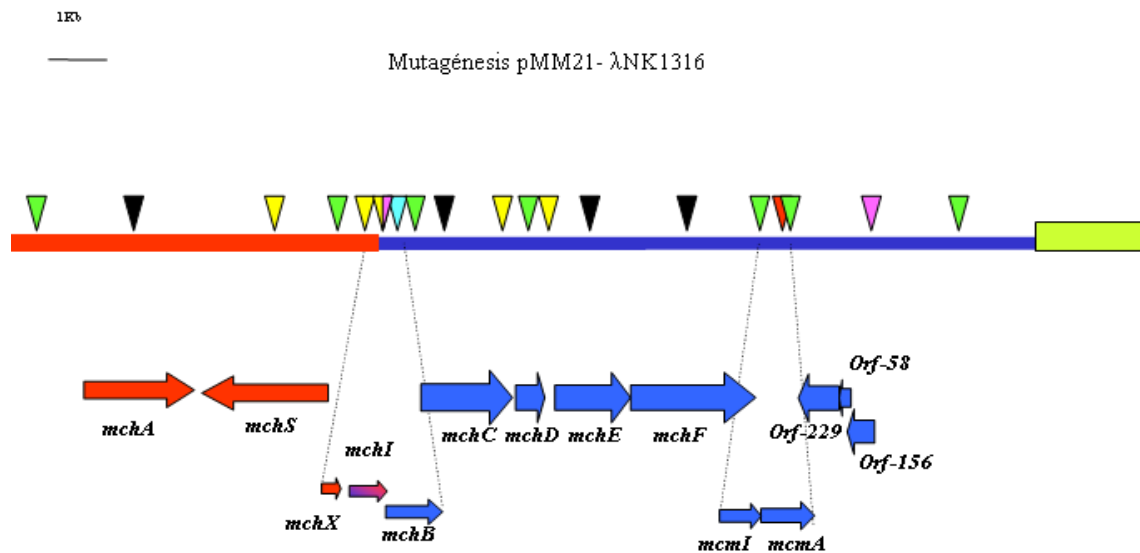 1Kb
Mutagénesis pMM21- λNK1316
Orf-58
mchA
mchS
mchC
mchD
mchE
mchF
Orf-229
mchI
Orf-156
mchX
mchB
mcmI
mcmA